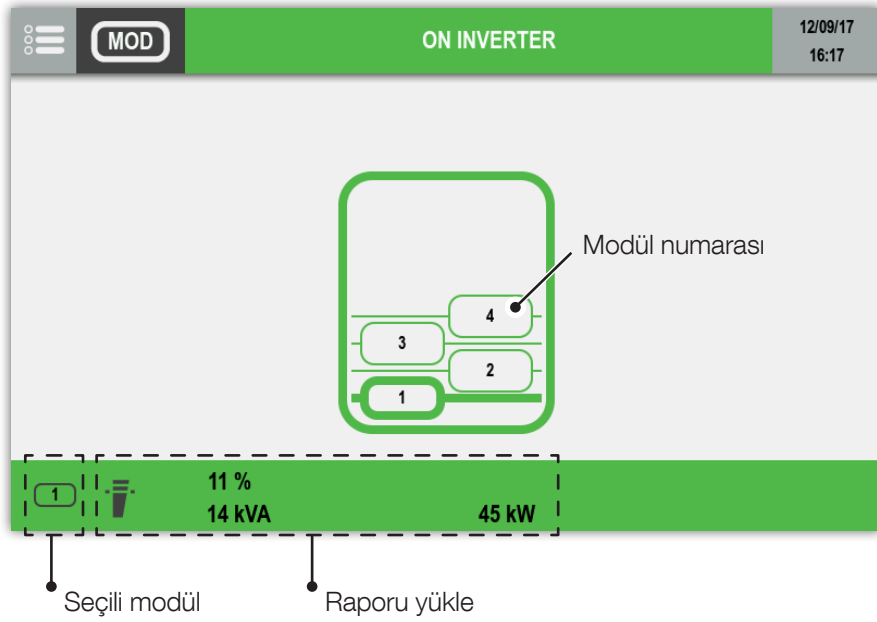 MOD
ON INVERTER
12/09/17
16:17
Modül numarası
4
3
2
1
1
11 %
14 kVA
45 kW
Seçili modül
Raporu yükle